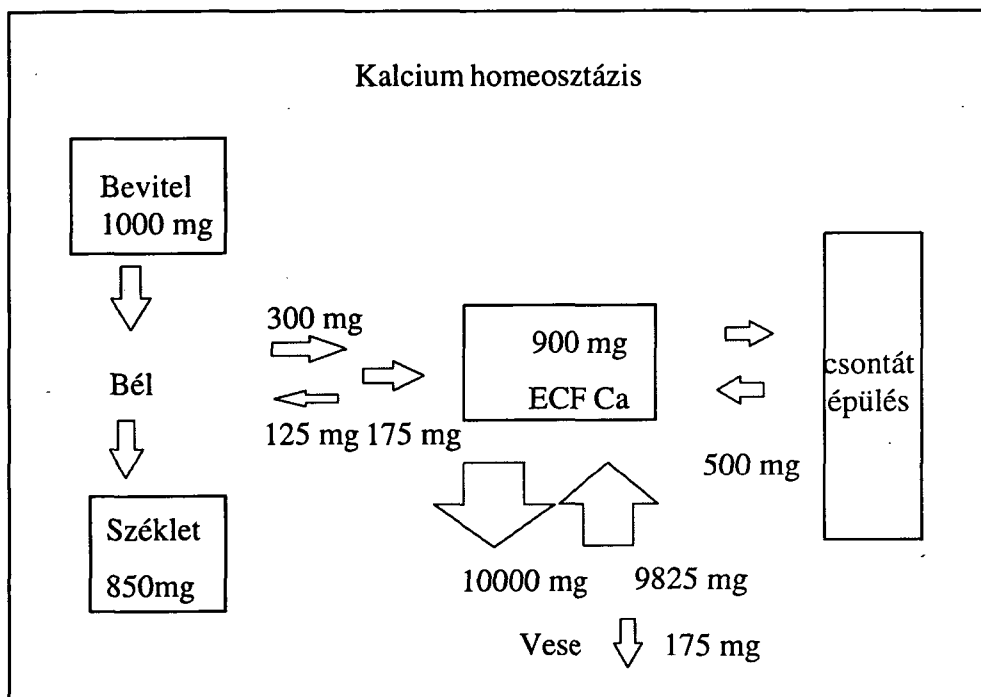 Kalcium homeosztázis
Bevitel
1000 mg
Bél
Széklet
850mg
300 mg
125 mg 175 mg
900 mg
ECF Ca
csontát
épülés
500 mg
10000 mg 9825 mg
Vese 175 mg